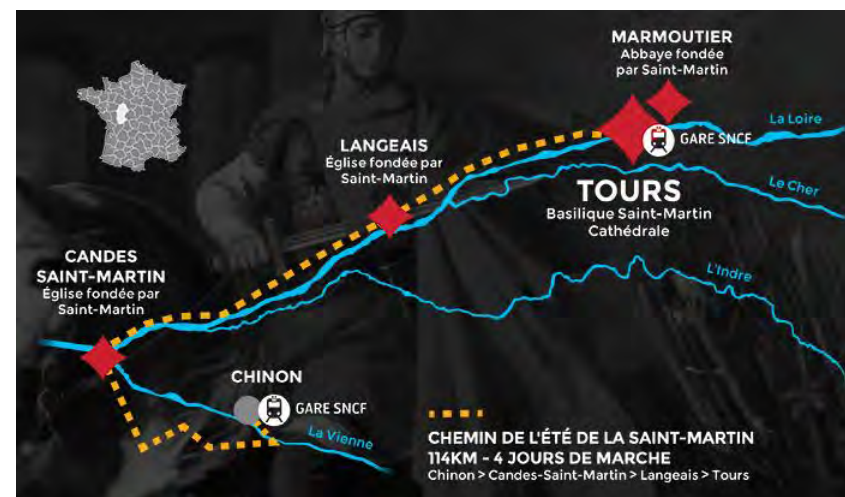 MARMOUTIER
Abbaye fondée
par Saint-Martin
La Loire
GARE SNCF
LANGEAIS
Église fondée par
Saint-Martin
TOURS
Basilique Saint-Martin
Cathédrale
Le Cher
CANDES
SAINT-MARTIN
Église fondée par
Saint-Martin
L'Indre
CHINON
GARE SNCF
La Vienne
CHEMIN DE L'ÉTÉ DE LA SAINT-MARTIN
114KM - 4 JOURS DE MARCHE
Chinon > Candes-Saint-Martin > Langeais > Tours